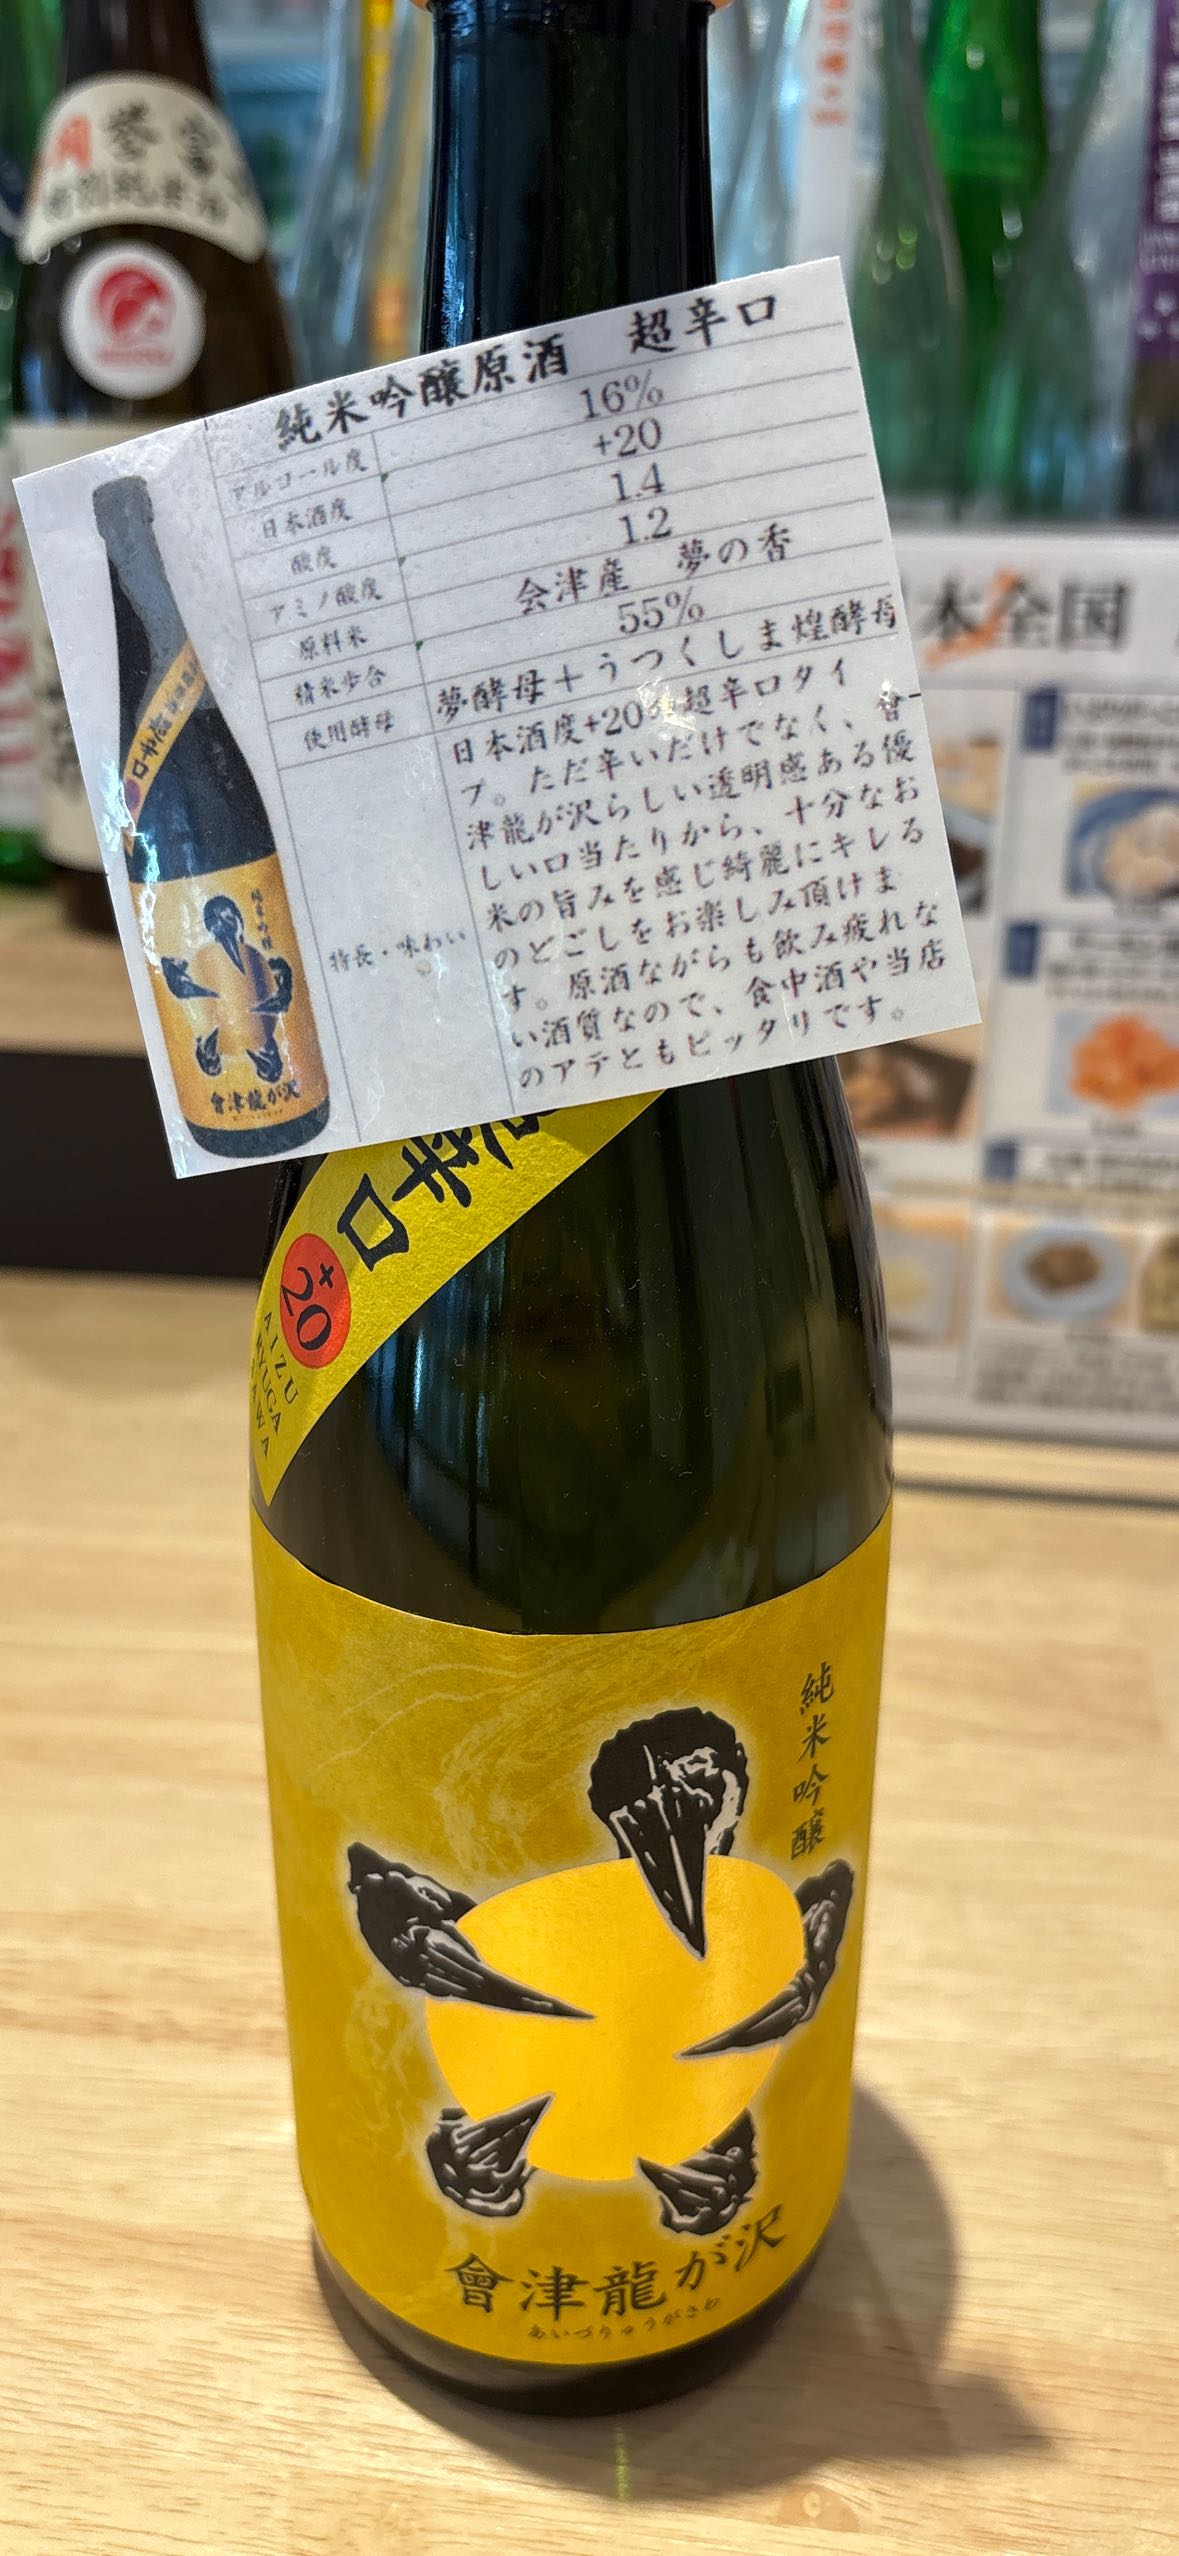 純米吟醸原酒　超辛口
アルコール度 16%
日本酒度 +20
酸度 1.4
アミノ酸度 1.2
原料米 会津産　夢の香
精米歩合 55%
使用酵母 夢酵母＋うつくしま煌酵母
特長・味わい
日本酒度+20の超辛口タイ
プ。ただ辛いだけでなく、會
津龍が沢らしい透明感ある優
しい口当たりから、十分なお
米の旨みを感じ綺麗にキレる
のどごしをお楽しみ頂けま
す。原酒ながらも飲み疲れな
い酒質なので、食中酒や当店
のアテともピッタリです。
純米吟醸
會津龍が沢
辛口
+20
AIZU
RYUGA
純米吟醸
會津龍が沢
あいづりゅうがさわ
本全国